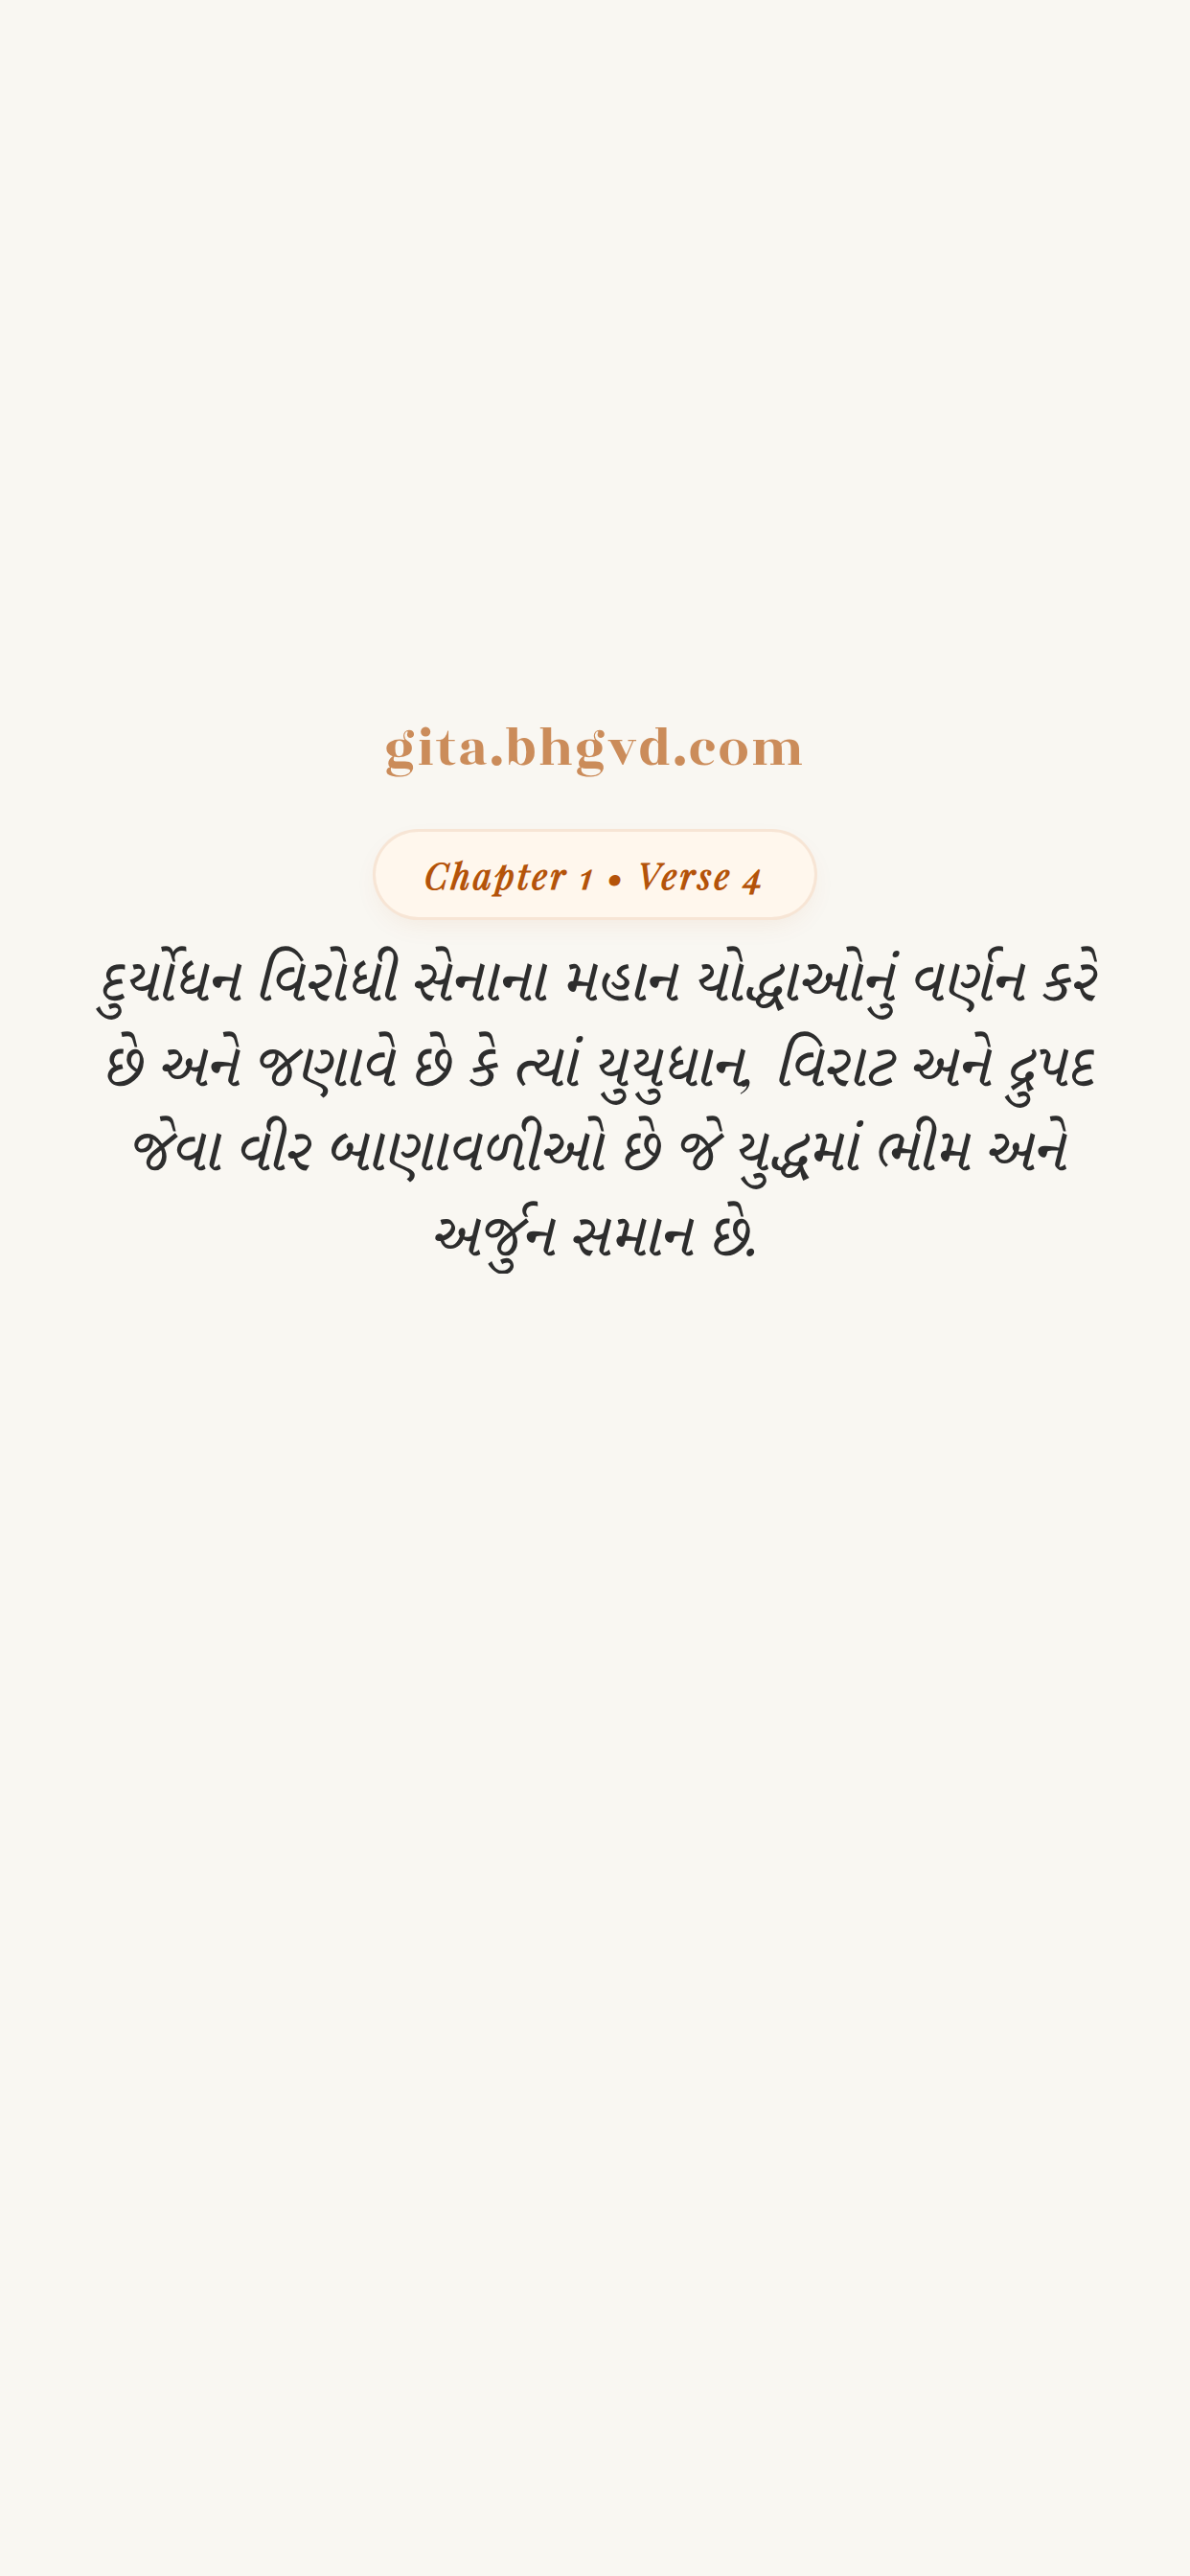 gita.bhgvd.com
Chapter 1 • Verse 4
દુર્યોધન વિરોધી સેનાના મહાન યોદ્ધાઓનું વર્ણન કરે
છે અને જણાવે છે કે ત્યાં યુયુધાન, વિરાટ અને દ્રુપદ
જેવા વીર બાણાવળીઓ છે જે યુદ્ધમાં ભીમ અને
અર્જુન સમાન છે.